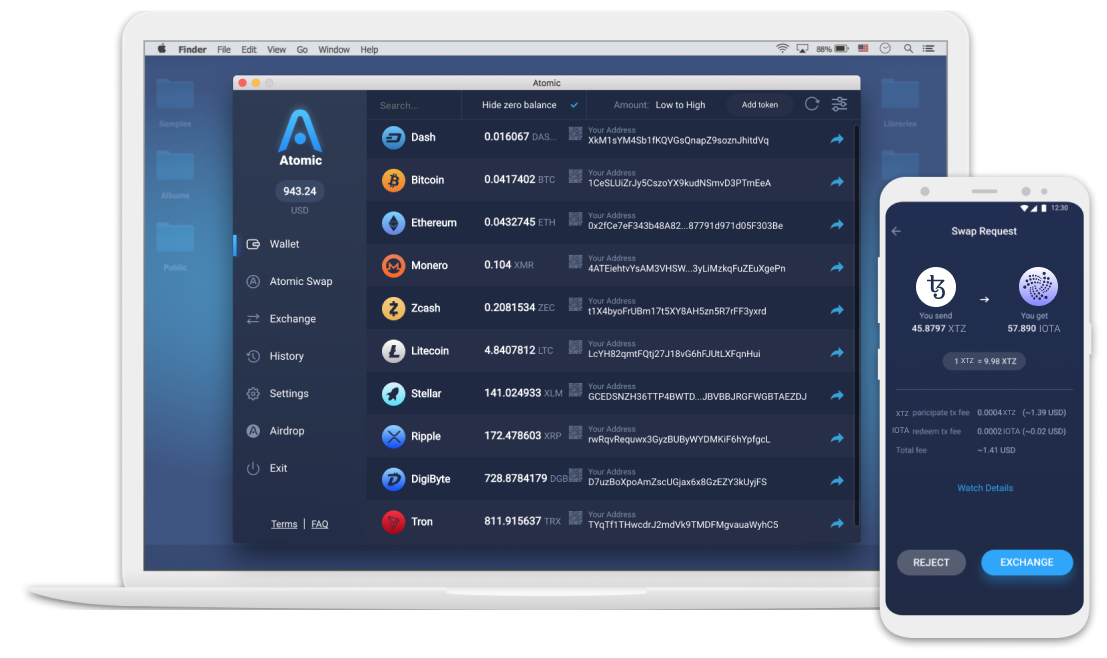 Finder File Edit View Go Window Help
88%
Atomic
Samples
Albums
Public
Libraries
Atomic
943.24
USD
Wallet
Atomic Swap
Exchange
History
Settings
Airdrop
Exit
Terms | FAQ
Search... Hide zero balance Amount: Low to High Add token
Dash 0.016067 DAS... Your Address
XkM1sYM4Sb1fKQVGsQnapZ9soznJhitdVq
Bitcoin 0.0417402 BTC Your Address
1CeSLUiZrJy5CszoYX9kudNSmvD3PTmEeA
Ethereum 0.0432745 ETH Your Address
0x2fCe7eF343b48A82...87791d971d05F303Be
Monero 0.104 XMR Your Address
4ATEiehtvYsAM3VHSW...3yLiMzkqFuZEuXgePn
Zcash 0.2081534 ZEC Your Address
t1X4byoFrUBm17t5XY8AH5zn5R7rFF3yxrd
Litecoin 4.8407812 LTC Your Address
LcYH82qmtFQtj27J18vG6hFJUtLXFqnHui
Stellar 141.024933 XLM Your Address
GCEDSNZH36TTP4BWTD...JBVBBJRGFWGBTAEZDJ
Ripple 172.478603 XRP Your Address
rwRqvRequwx3GyzBUByWYDMKiF6hYpfgcL
DigiByte 728.8784179 DGB Your Address
D7uzBoXpoAmZscUGjax6x8GzEZY3kUyjFS
Tron 811.915637 TRX Your Address
TYqTf1THwcdrJ2mdVk9TMDFMgvauaWyhC5
12:30
Swap Request
You send You get
45.8797 XTZ 57.890 IOTA
1 XTZ = 9.98 XTZ
XTZ paricipate tx fee 0.0004 XTZ (~1.39 USD)
IOTA redeem tx fee 0.0002 IOTA (~0.02 USD)
Total fee ~1.41 USD
Watch Details
REJECT EXCHANGE